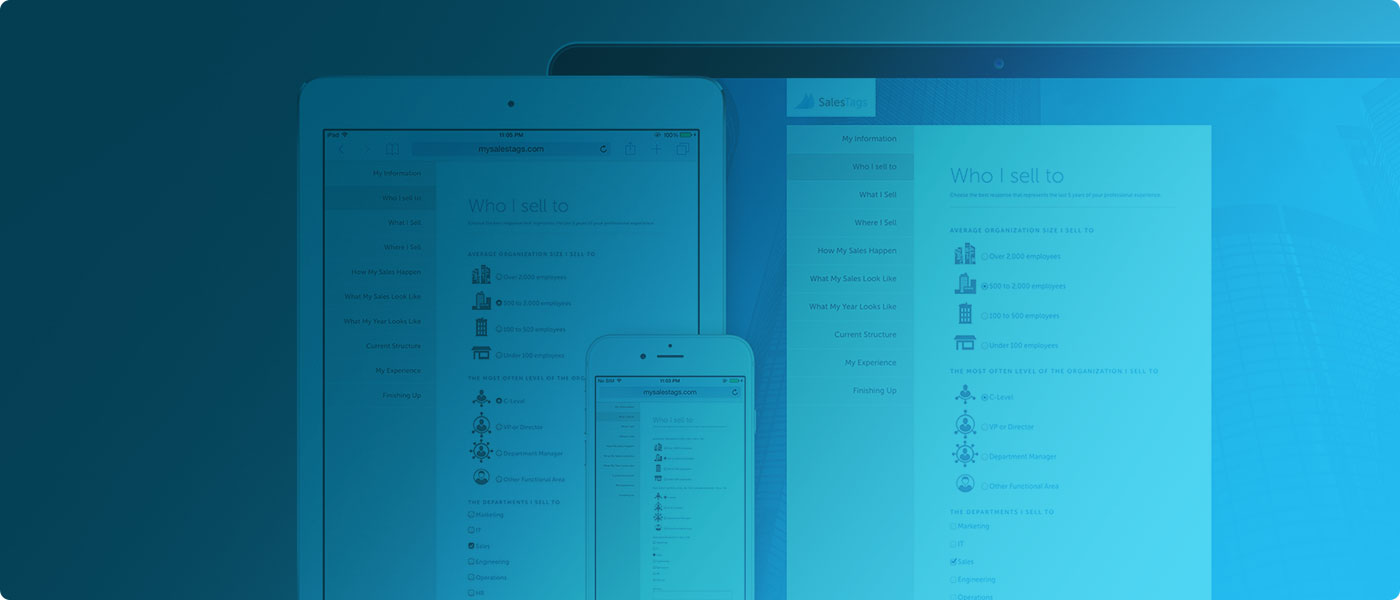 iPad
11:05 PM
100%
mysalestags.com
My Information
Who I sell to
What I Sell
Where I Sell
How My Sales Happen
What My Sales Look Like
What My Year Looks Like
Current Structure
My Experience
Finishing Up
Who I sell to
AVERAGE ORGANIZATION SIZE I SELL TO
Over 2,000 employees
500 to 2,000 employees
100 to 500 employees
Under 100 employees
THE MOST OFTEN LEVEL OF THE ORG
C-Level
VP or Director
Department Manager
Other Functional Area
THE DEPARTMENTS I SELL TO
Marketing
IT
Sales
Engineering
Operations
HR
11:05 PM
mysalestags.com
Who I sell to
SalesTags
My Information
Who I sell to
What I Sell
Where I Sell
How My Sales Happen
What My Sales Look Like
What My Year Looks Like
Current Structure
My Experience
Finishing Up
Who I sell to
Choose the best response that represents the last 5 years of your professional experience.
AVERAGE ORGANIZATION SIZE I SELL TO
Over 2,000 employees
500 to 2,000 employees
100 to 500 employees
Under 100 employees
THE MOST OFTEN LEVEL OF THE ORGANIZATION I SELL TO
C-Level
VP or Director
Department Manager
Other Functional Area
THE DEPARTMENTS I SELL TO
Marketing
IT
Sales
Engineering
Operations